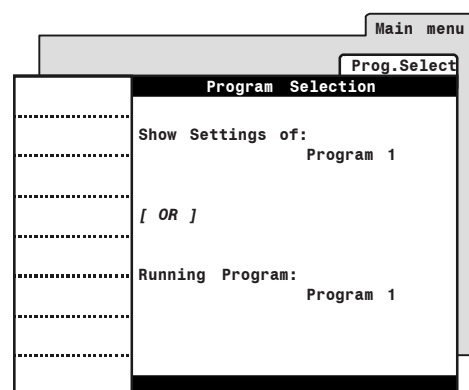 Main menu
Prog.Select
Program Selection
Show Settings of:
Program 1
[ OR ]
Running Program:
Program 1